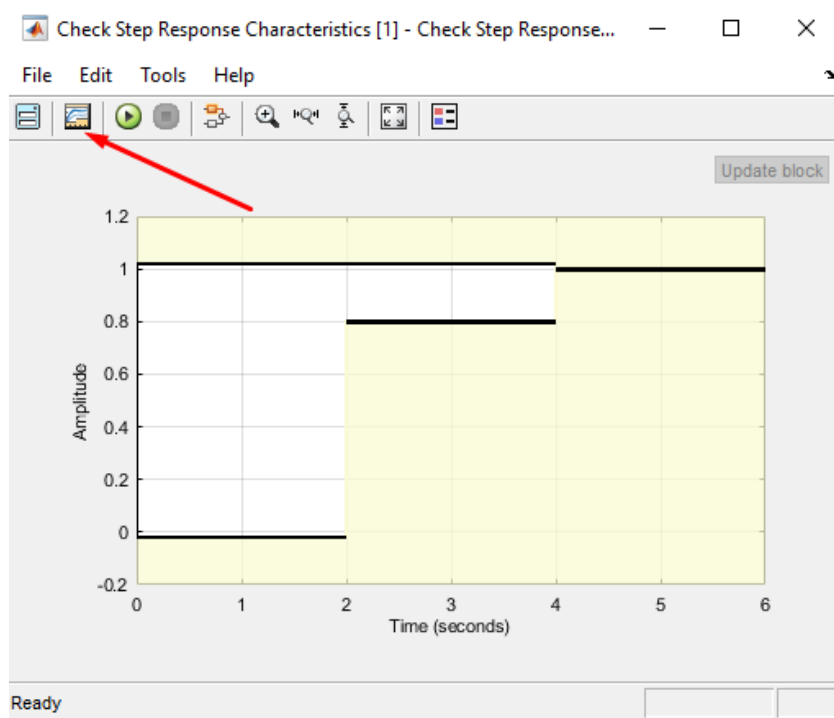 Check Step Response Characteristics [1] - Check Step Response...
File Edit Tools Help
Update block
1.2
1
0.8
0.6
0.4
0.2
0
-0.2
Amplitude
0 1 2 3 4 5 6
Time (seconds)
Ready